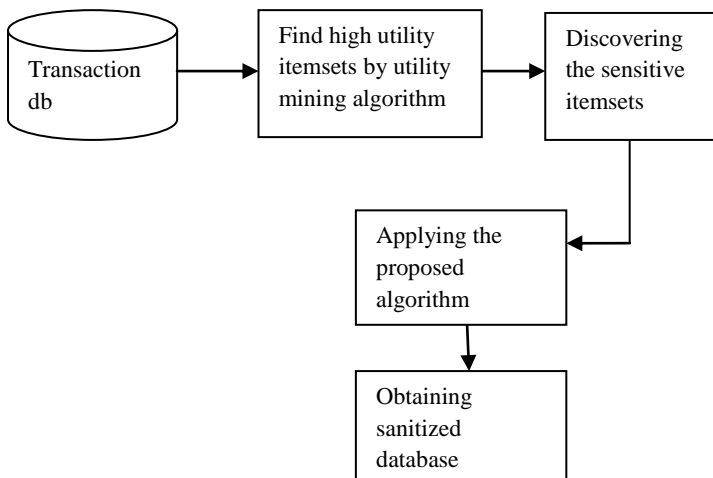 Transaction
db
Find high utility
itemsets by utility
mining algorithm
Discovering
the sensitive
itemsets
Applying the
proposed
algorithm
Obtaining
sanitized
database